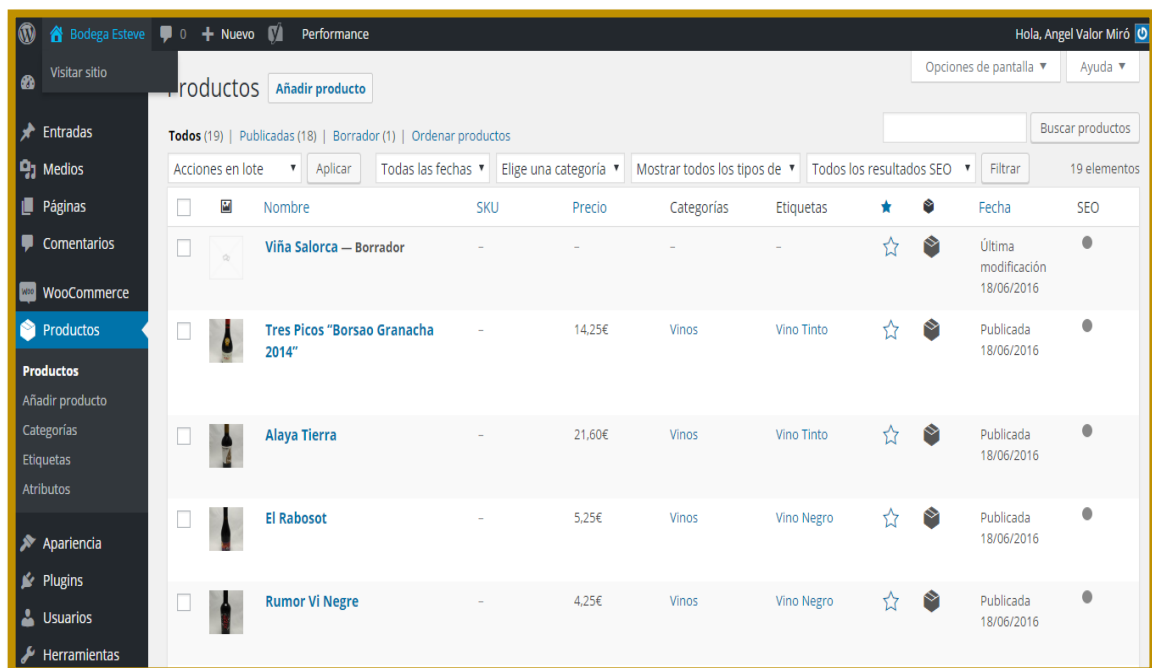 Bodega Esteve 0 Nuevo Performance Hola, Angel Valor Miró
Visitar sitio
Opciones de pantalla Ayuda
Productos Añadir producto
Todos (19) | Publicadas (18) | Borrador (1) | Ordenar productos Buscar productos
Acciones en lote Aplicar Todas las fechas Elige una categoría Mostrar todos los tipos de Todos los resultados SEO Filtrar 19 elementos
Nombre SKU Precio Categorías Etiquetas Fecha SEO
Viña Salorca — Borrador – – – – Última
modificación
18/06/2016
Tres Picos “Borsao Granacha – 14,25€ Vinos Vino Tinto Publicada
2014” 18/06/2016
Alaya Tierra – 21,60€ Vinos Vino Tinto Publicada
18/06/2016
El Rabosot – 5,25€ Vinos Vino Negro Publicada
18/06/2016
Rumor Vi Negre – 4,25€ Vinos Vino Negro Publicada
18/06/2016
Entradas
Medios
Páginas
Comentarios
WooCommerce
Productos
Productos
Añadir producto
Categorías
Etiquetas
Atributos
Apariencia
Plugins
Usuarios
Herramientas